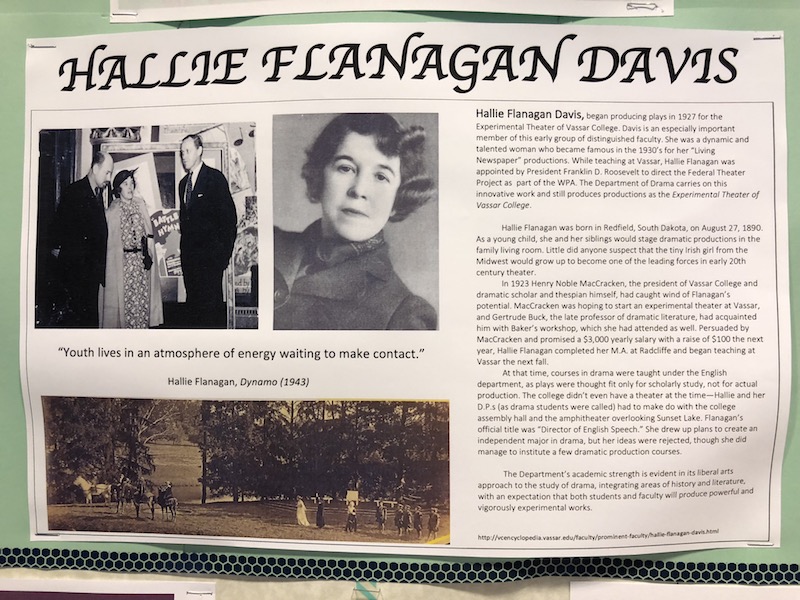 HALLIE FLANAGAN DAVIS
BATTLE
HYMN
"Youth lives in an atmosphere of energy waiting to make contact."
Hallie Flanagan, Dynamo (1943)
Hallie Flanagan Davis, began producing plays in 1927 for the
Experimental Theater of Vassar College. Davis is an especially important
member of this early group of distinguished faculty. She was a dynamic and
talented woman who became famous in the 1930's for her "Living
Newspaper" productions. While teaching at Vassar, Hallie Flanagan was
appointed by President Franklin D. Roosevelt to direct the Federal Theater
Project as part of the WPA. The Department of Drama carries on this
innovative work and still produces productions as the Experimental Theater of
Vassar College.
Hallie Flanagan was born in Redfield, South Dakota, on August 27, 1890.
As a young child, she and her siblings would stage dramatic productions in the
family living room. Little did anyone suspect that the tiny Irish girl from the
Midwest would grow up to become one of the leading forces in early 20th
century theater.
In 1923 Henry Noble MacCracken, the president of Vassar College and
dramatic scholar and thespian himself, had caught wind of Flanagan's
potential. MacCracken was hoping to start an experimental theater at Vassar,
and Gertrude Buck, the late professor of dramatic literature, had acquainted
him with Baker's workshop, which she had attended as well. Persuaded by
MacCracken and promised a $3,000 yearly salary with a raise of $100 the next
year, Hallie Flanagan completed her M.A. at Radcliffe and began teaching at
Vassar the next fall.
At that time, courses in drama were taught under the English
department, as plays were thought fit only for scholarly study, not for actual
production. The college didn't even have a theater at the time—Hallie and her
D.P.s (as drama students were called) had to make do with the college
assembly hall and the amphitheater overlooking Sunset Lake. Flanagan's
official title was "Director of English Speech." She drew up plans to create an
independent major in drama, but her ideas were rejected, though she did
manage to institute a few dramatic production courses.
The Department's academic strength is evident in its liberal arts
approach to the study of drama, integrating areas of history and literature,
with an expectation that both students and faculty will produce powerful and
vigorously experimental works.
http://vcencyclopedia.vassar.edu/faculty/prominent-faculty/hallie-flanagan-davis.html